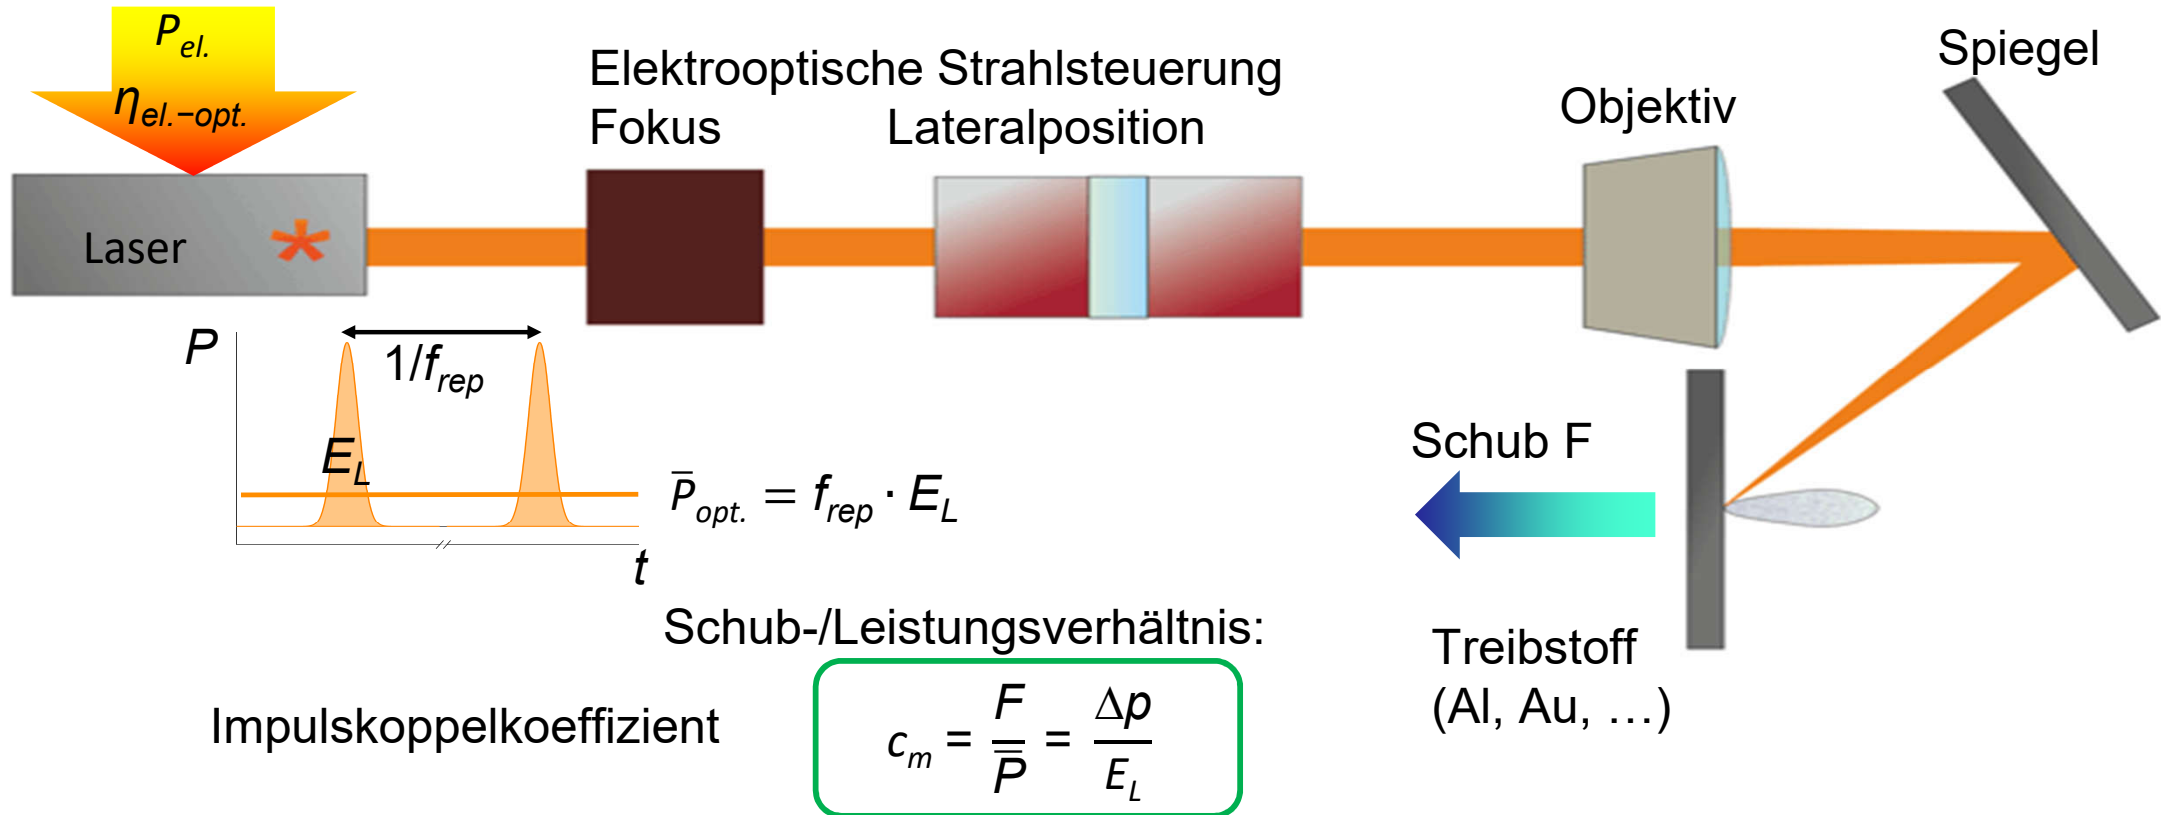 P_el.
η_el.–opt.
Laser
Elektrooptische Strahlsteuerung
Fokus
Lateralposition
Objektiv
Spiegel
P
1/f_rep
E_L
t
P̅_opt. = f_rep · E_L
Schub F
Treibstoff
(Al, Au, …)
Schub-/Leistungsverhältnis:
Impulskoppelkoeffizient
c_m = F/P̅ = Δp/E_L